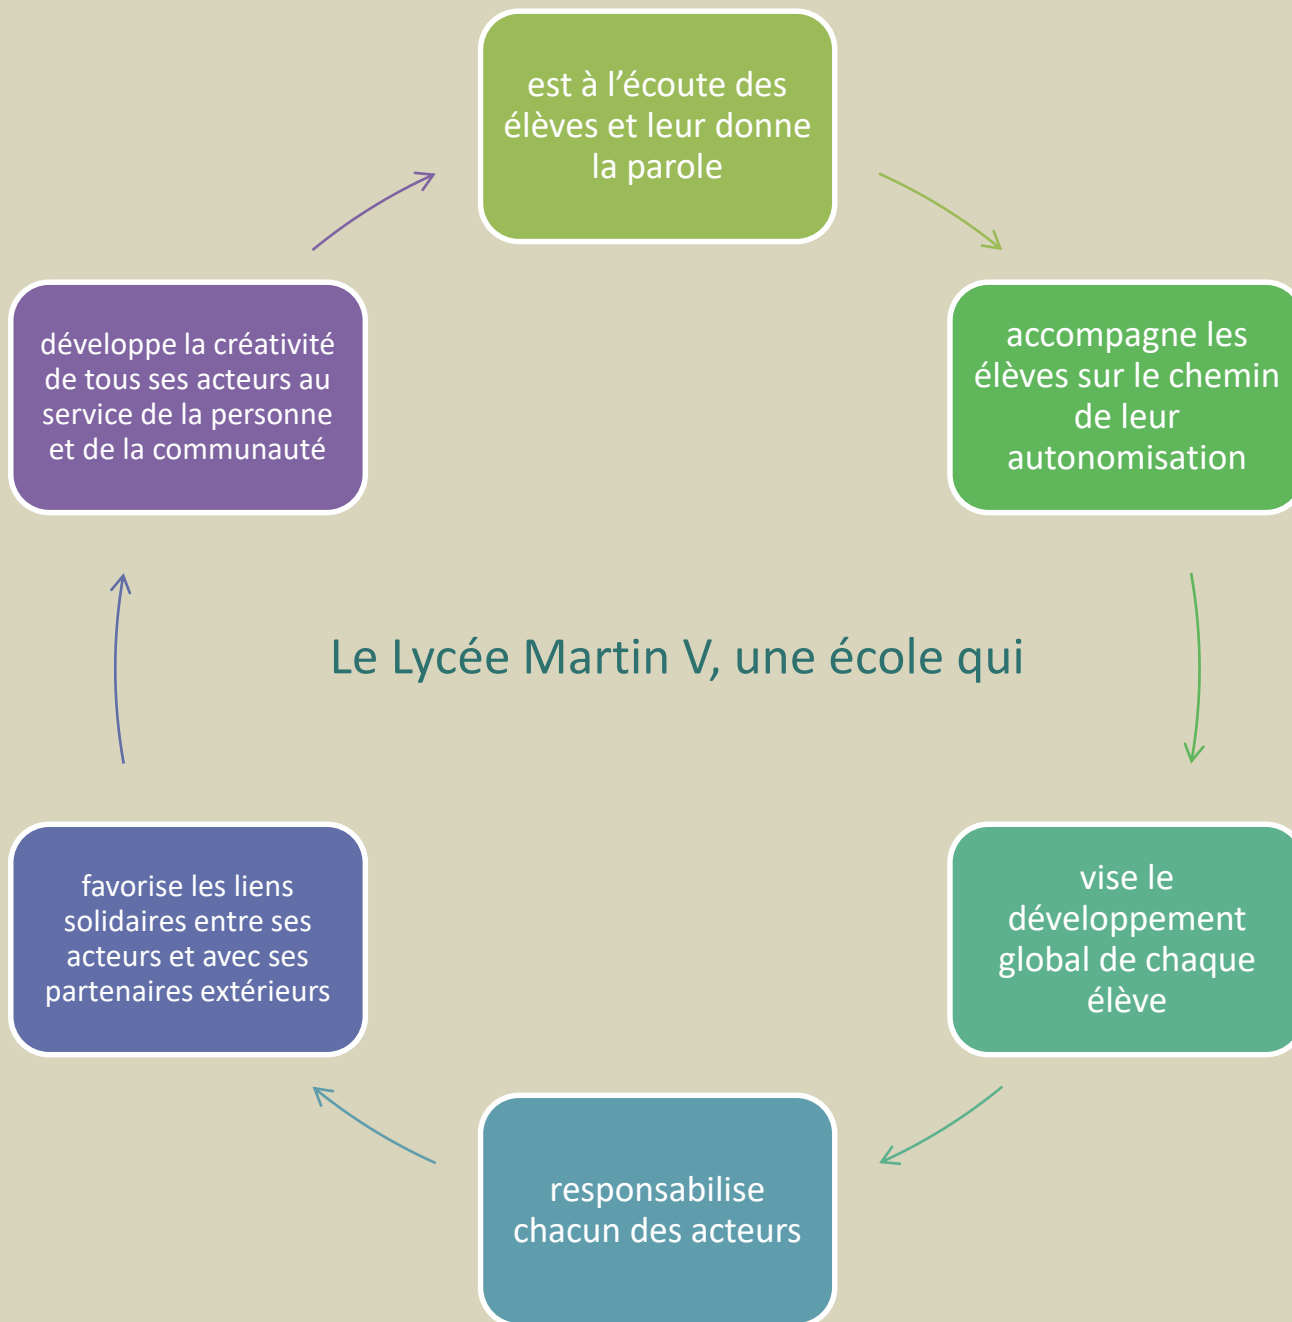 est à l’écoute des
élèves et leur donne
la parole
accompagne les
élèves sur le chemin
de leur
autonomisation
vise le
développement
global de chaque
élève
responsabilise
chacun des acteurs
favorise les liens
solidaires entre ses
acteurs et avec ses
partenaires extérieurs
développe la créativité
de tous ses acteurs au
service de la personne
et de la communauté
Le Lycée Martin V, une école qui